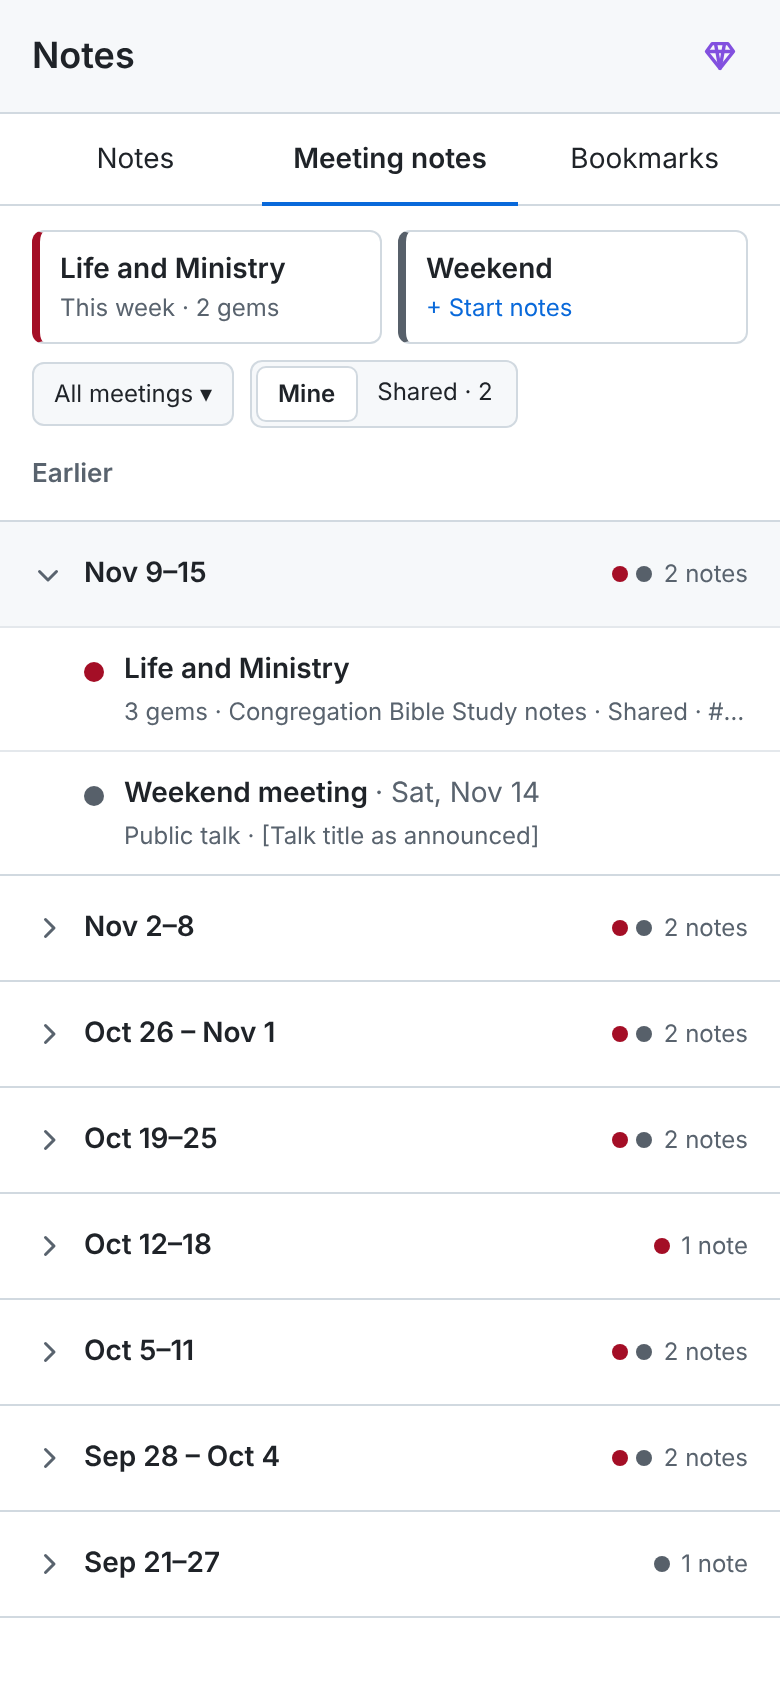 Notes
Notes
Meeting notes
Bookmarks
Life and Ministry
This week · 2 gems
Weekend
+ Start notes
All meetings ▾
Mine
Shared · 2
Earlier
Nov 9–15
2 notes
Life and Ministry
3 gems · Congregation Bible Study notes · Shared · #...
Weekend meeting · Sat, Nov 14
Public talk · [Talk title as announced]
Nov 2–8
2 notes
Oct 26 – Nov 1
2 notes
Oct 19–25
2 notes
Oct 12–18
1 note
Oct 5–11
2 notes
Sep 28 – Oct 4
2 notes
Sep 21–27
1 note